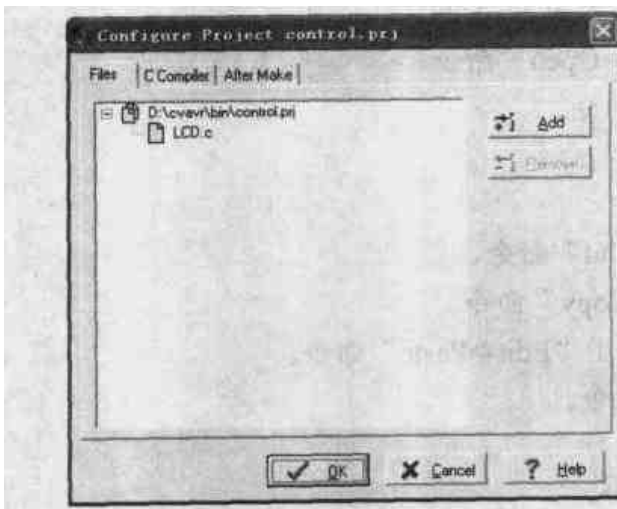 Configure Project control.prj
Files C Compiler After Make
D:\cvavr\bin\control.prj
LCD.c
Add
Remove
OK Cancel Help